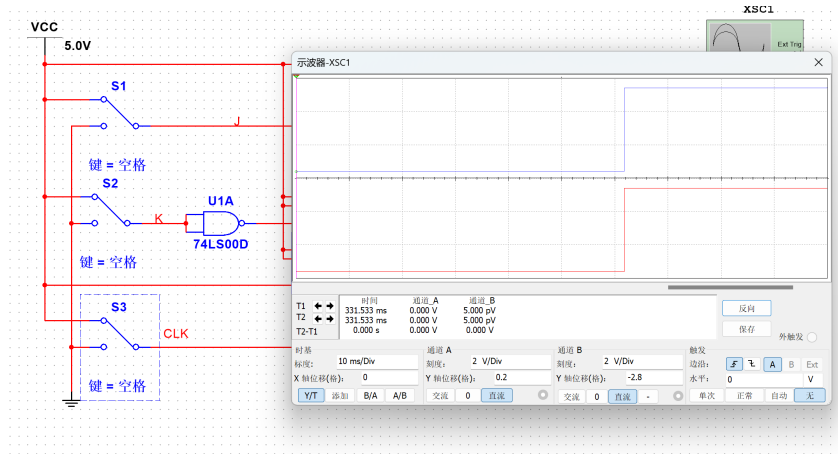 XSC1
VCC
5.0V
Ext Trig
示波器-XSC1
S1
J
键 = 空格
S2
K
U1A
74LS00D
键 = 空格
S3
CLK
键 = 空格
时间 通道_A 通道_B
T1 331.533 ms 0.000 V 5.000 pV
T2 331.533 ms 0.000 V 5.000 pV
T2-T1 0.000 s 0.000 V 0.000 V
反向
保存
外触发
时基 通道 A 通道 B 触发
标度: 10 ms/Div 刻度: 2 V/Div 刻度: 2 V/Div 边沿: A B Ext
X 轴位移(格): 0 Y 轴位移(格): 0.2 Y 轴位移(格): -2.8 水平: 0 V
Y/T 添加 B/A A/B 交流 0 直流 交流 0 直流 - 单次 正常 自动 无